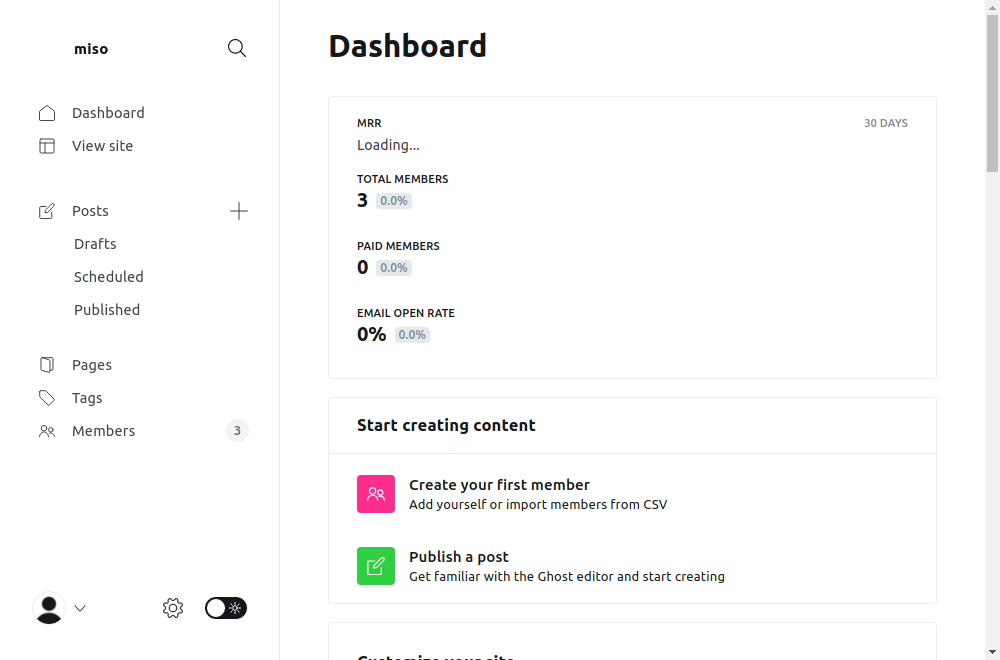 miso
Dashboard
View site
Posts
Drafts
Scheduled
Published
Pages
Tags
Members 3
Dashboard
MRR 30 DAYS
Loading...
TOTAL MEMBERS
3 0.0%
PAID MEMBERS
0 0.0%
EMAIL OPEN RATE
0% 0.0%
Start creating content
Create your first member
Add yourself or import members from CSV
Publish a post
Get familiar with the Ghost editor and start creating
Customize your site